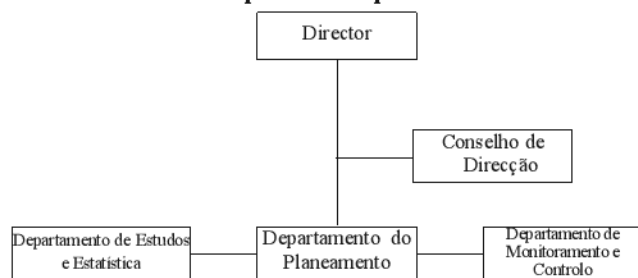 Director
Conselho de
Direcção
Departamento de Estudos
e Estatística
Departamento do
Planeamento
Departamento de
Monitoramento e
Controlo